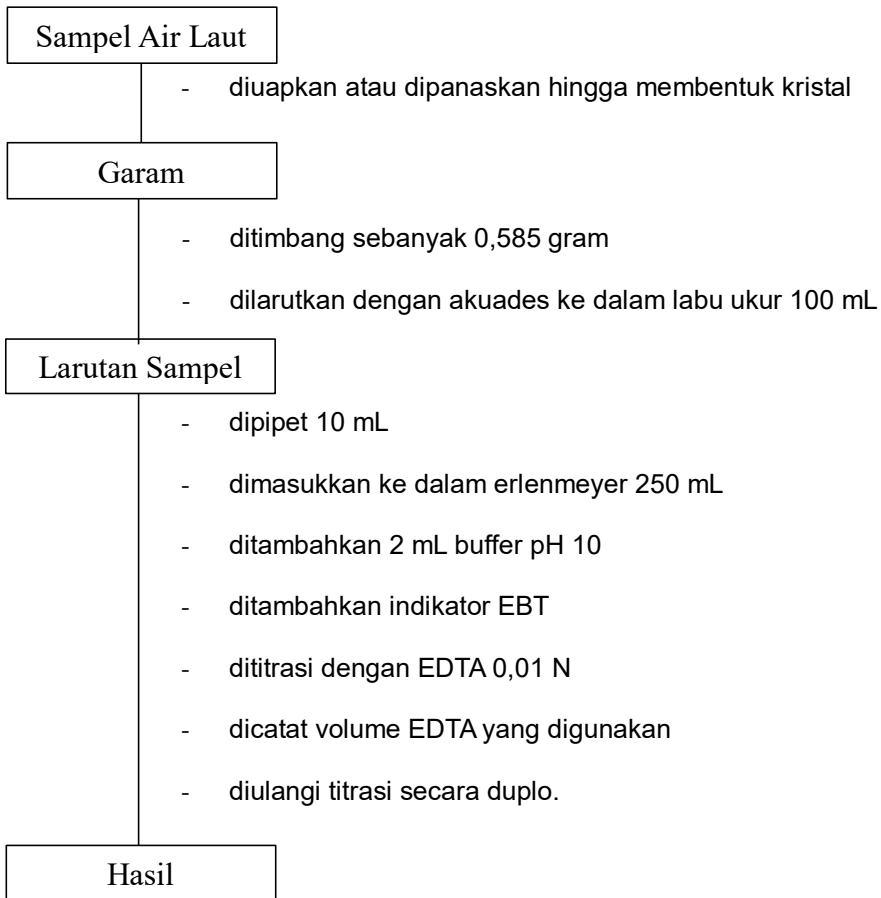 Sampel Air Laut
- diuapkan atau dipanaskan hingga membentuk kristal
Garam
- ditimbang sebanyak 0,585 gram
- dilarutkan dengan akuades ke dalam labu ukur 100 mL
Larutan Sampel
- dipipet 10 mL
- dimasukkan ke dalam erlenmeyer 250 mL
- ditambahkan 2 mL buffer pH 10
- ditambahkan indikator EBT
- dititrasi dengan EDTA 0,01 N
- dicatat volume EDTA yang digunakan
- diulangi titrasi secara duplo.
Hasil